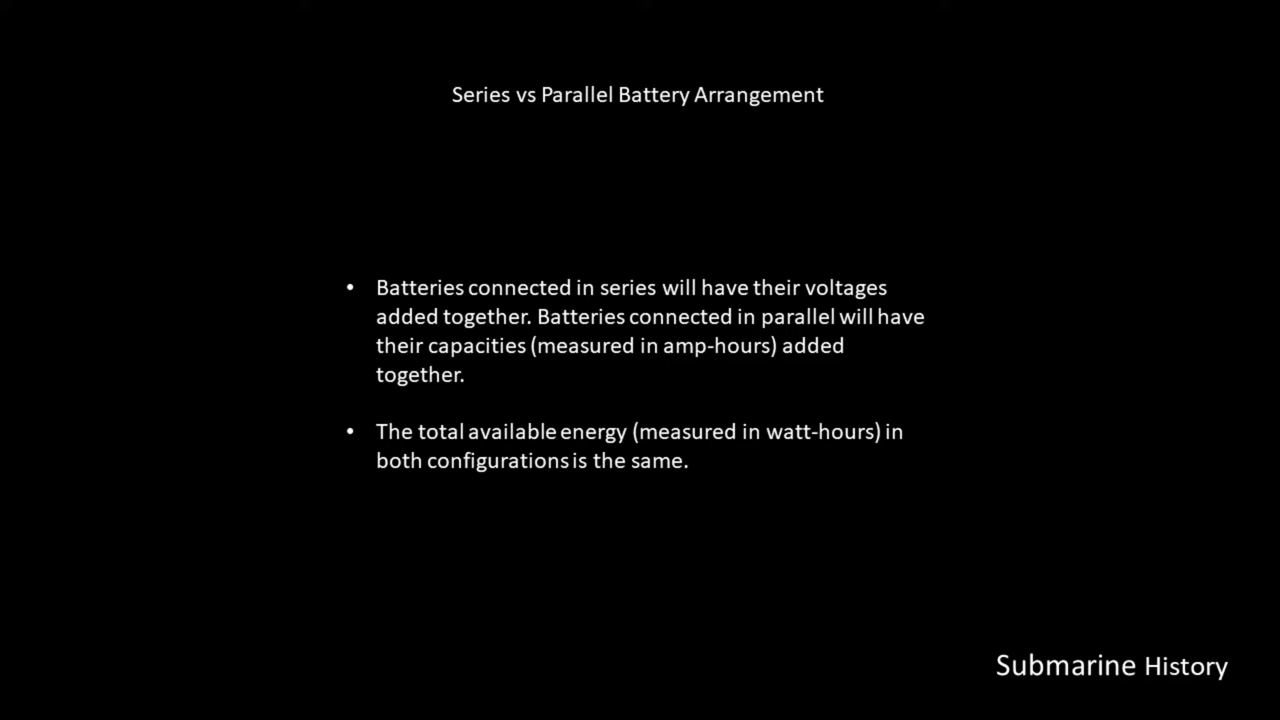 Series vs Parallel Battery Arrangement
• Batteries connected in series will have their voltages
added together. Batteries connected in parallel will have
their capacities (measured in amp-hours) added
together.
• The total available energy (measured in watt-hours) in
both configurations is the same.
Submarine History